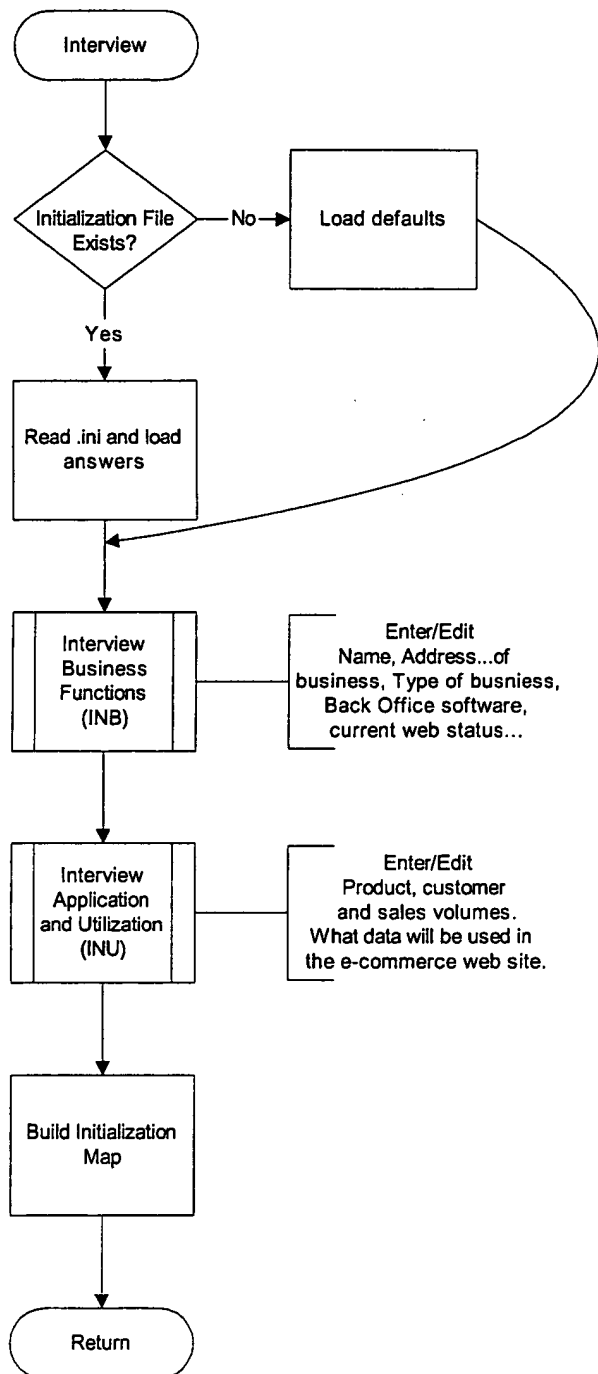 Interview
Initialization File
Exists?
No
Load defaults
Yes
Read .ini and load
answers
Interview
Business
Functions
(INB)
Enter/Edit
Name, Address...of
business, Type of busniess,
Back Office software,
current web status...
Interview
Application
and Utilization
(INU)
Enter/Edit
Product, customer
and sales volumes.
What data will be used in
the e-commerce web site.
Build Initialization
Map
Return